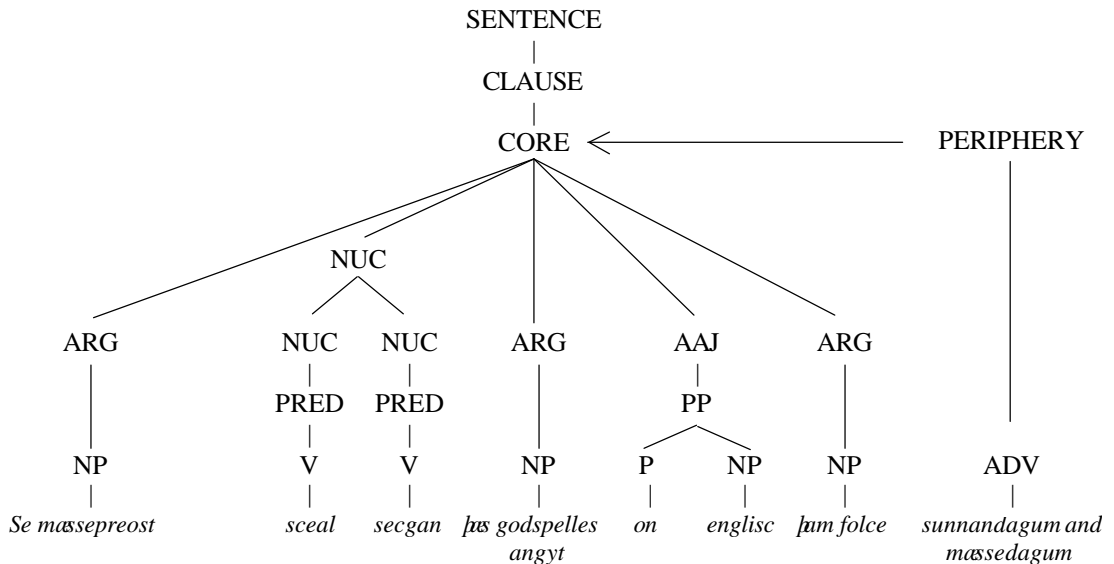 SENTENCE
CLAUSE
CORE PERIPHERY
NUC
ARG NUC NUC ARG AAJ ARG
PRED PRED PP
NP V V NP P NP NP ADV
Se mæssepreost sceal secgan þæs godspelles on englisc þam folce sunnandagum and
angyt mæssedagum